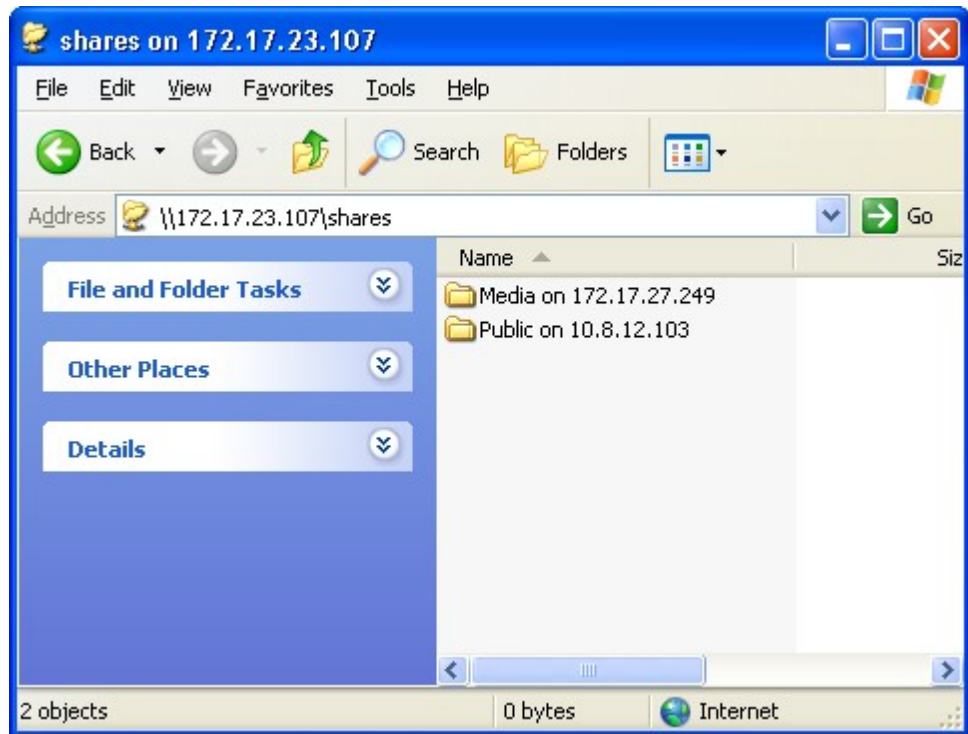 shares on 172.17.23.107
File Edit View Favorites Tools Help
Back Search Folders
Address \\172.17.23.107\shares Go
Name Siz
File and Folder Tasks
Media on 172.17.27.249
Public on 10.8.12.103
Other Places
Details
2 objects 0 bytes Internet